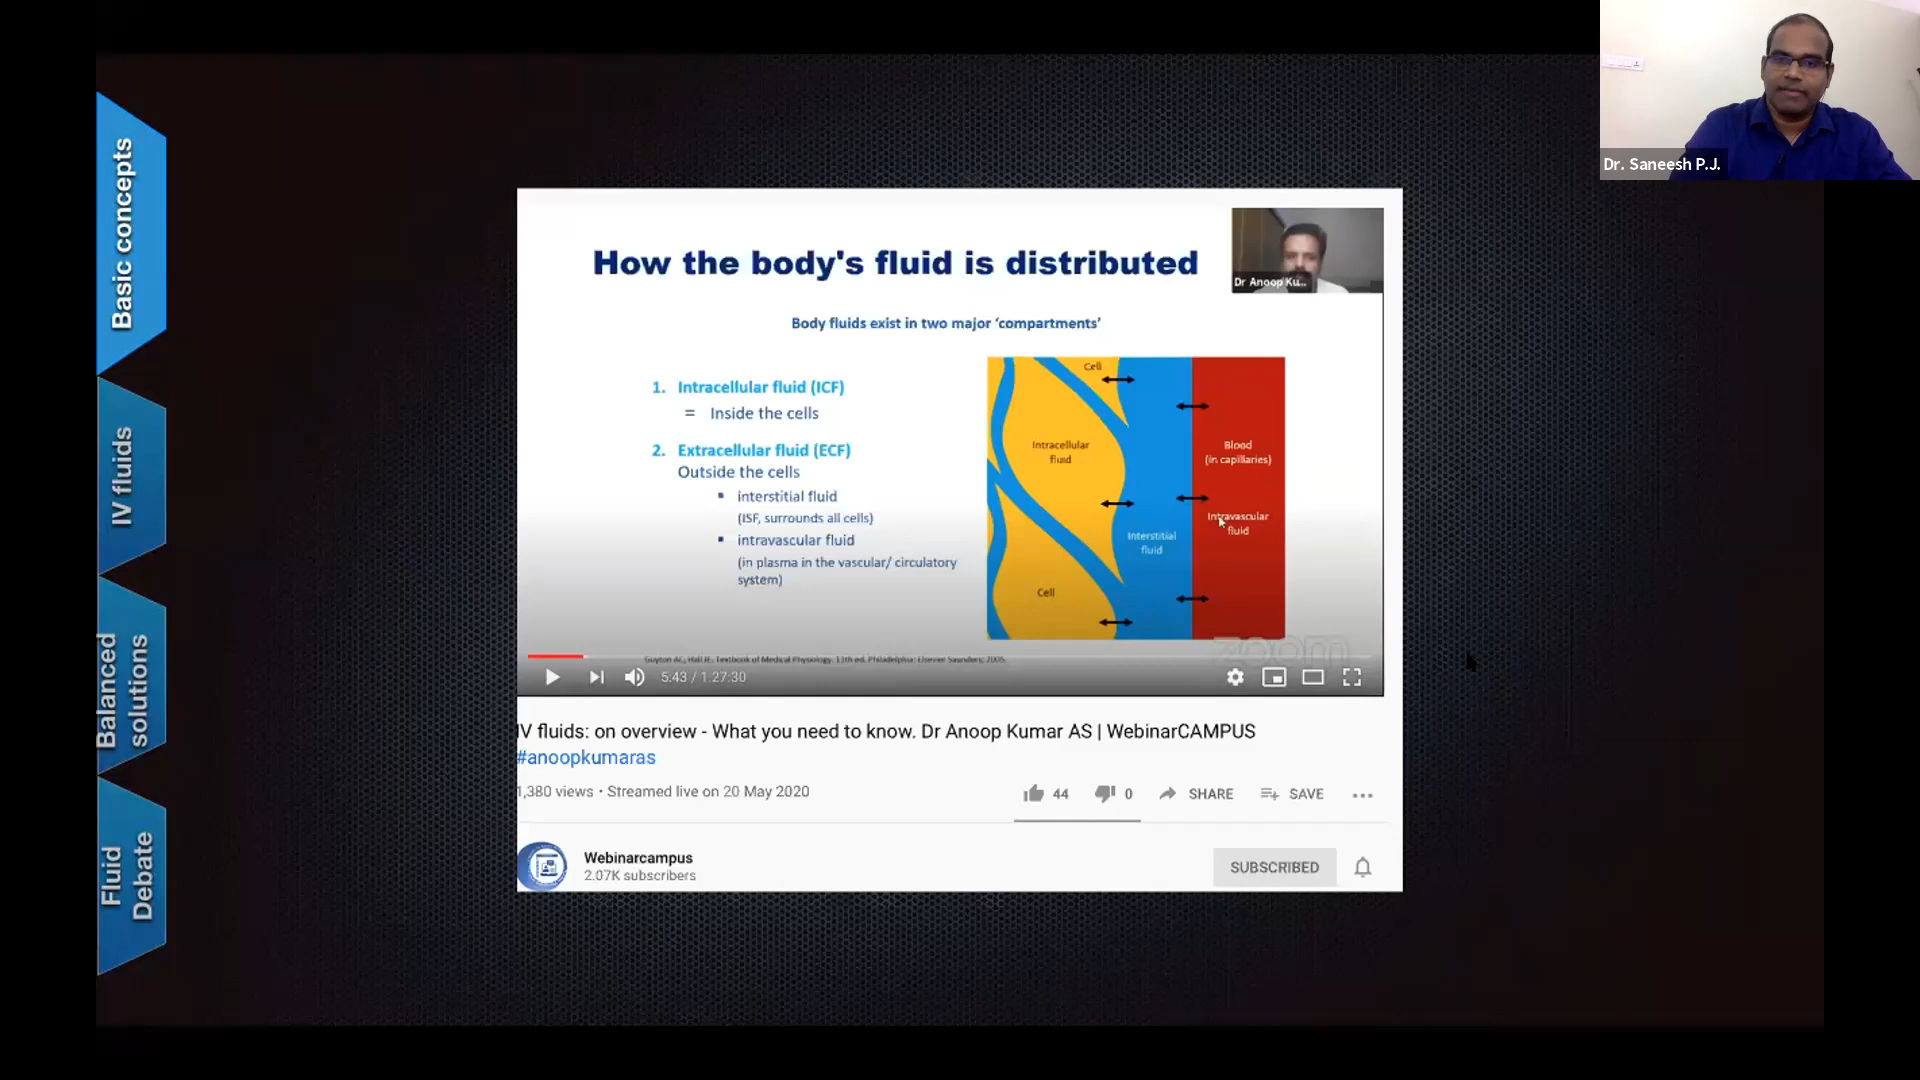 Basic concepts
IV fluids
Balanced
solutions
Fluid
Debate
Dr. Saneesh P.J.
How the body's fluid is distributed
Dr Anoop Ku...
Body fluids exist in two major ‘compartments’
1. Intracellular fluid (ICF)
= Inside the cells
2. Extracellular fluid (ECF)
Outside the cells
▪ interstitial fluid
(ISF, surrounds all cells)
▪ intravascular fluid
(in plasma in the vascular/ circulatory
system)
Cell
Intracellular
fluid
Blood
(in capillaries)
Intravascular
fluid
Interstitial
fluid
Cell
zoom
Guyton AC, Hall JE. Textbook of Medical Physiology. 11th ed. Philadelphia: Elsevier Saunders; 2005.
5:43 / 1:27:30
IV fluids: on overview - What you need to know. Dr Anoop Kumar AS | WebinarCAMPUS
#anoopkumaras
1,380 views • Streamed live on 20 May 2020
44
0
SHARE
SAVE
Webinarcampus
2.07K subscribers
SUBSCRIBED